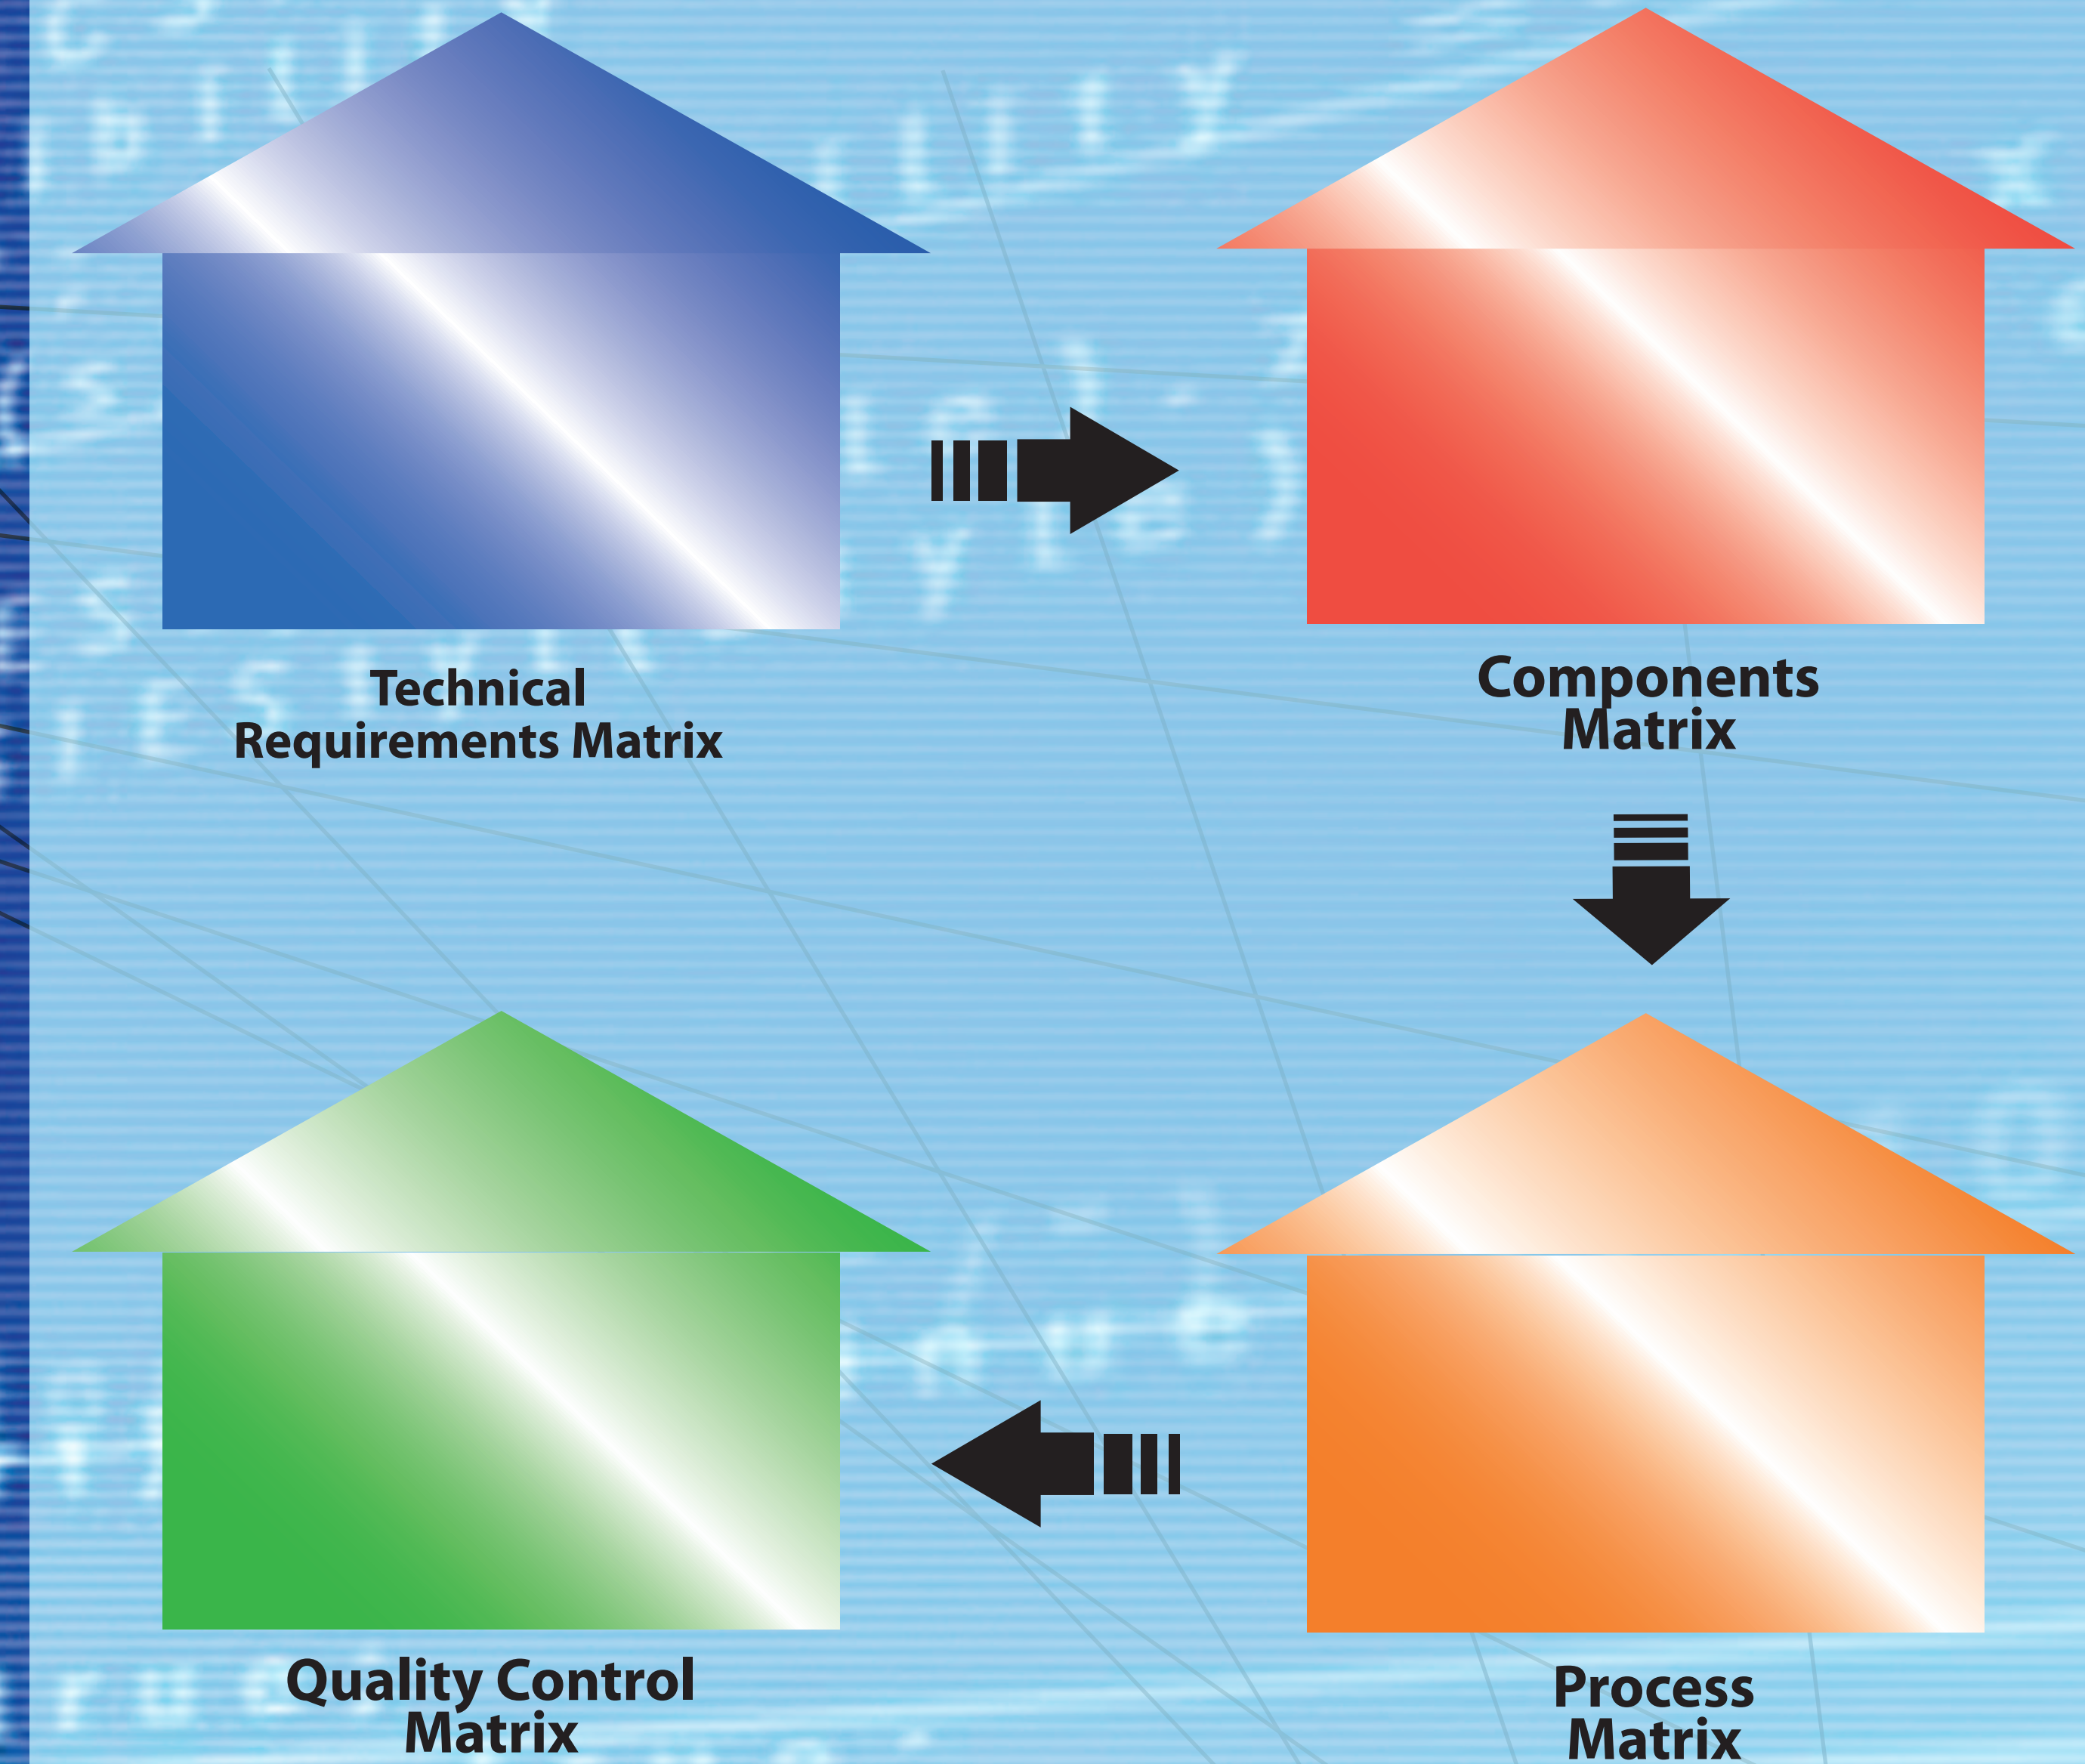 Technical
Requirements Matrix
Components
Matrix
Quality Control
Matrix
Process
Matrix